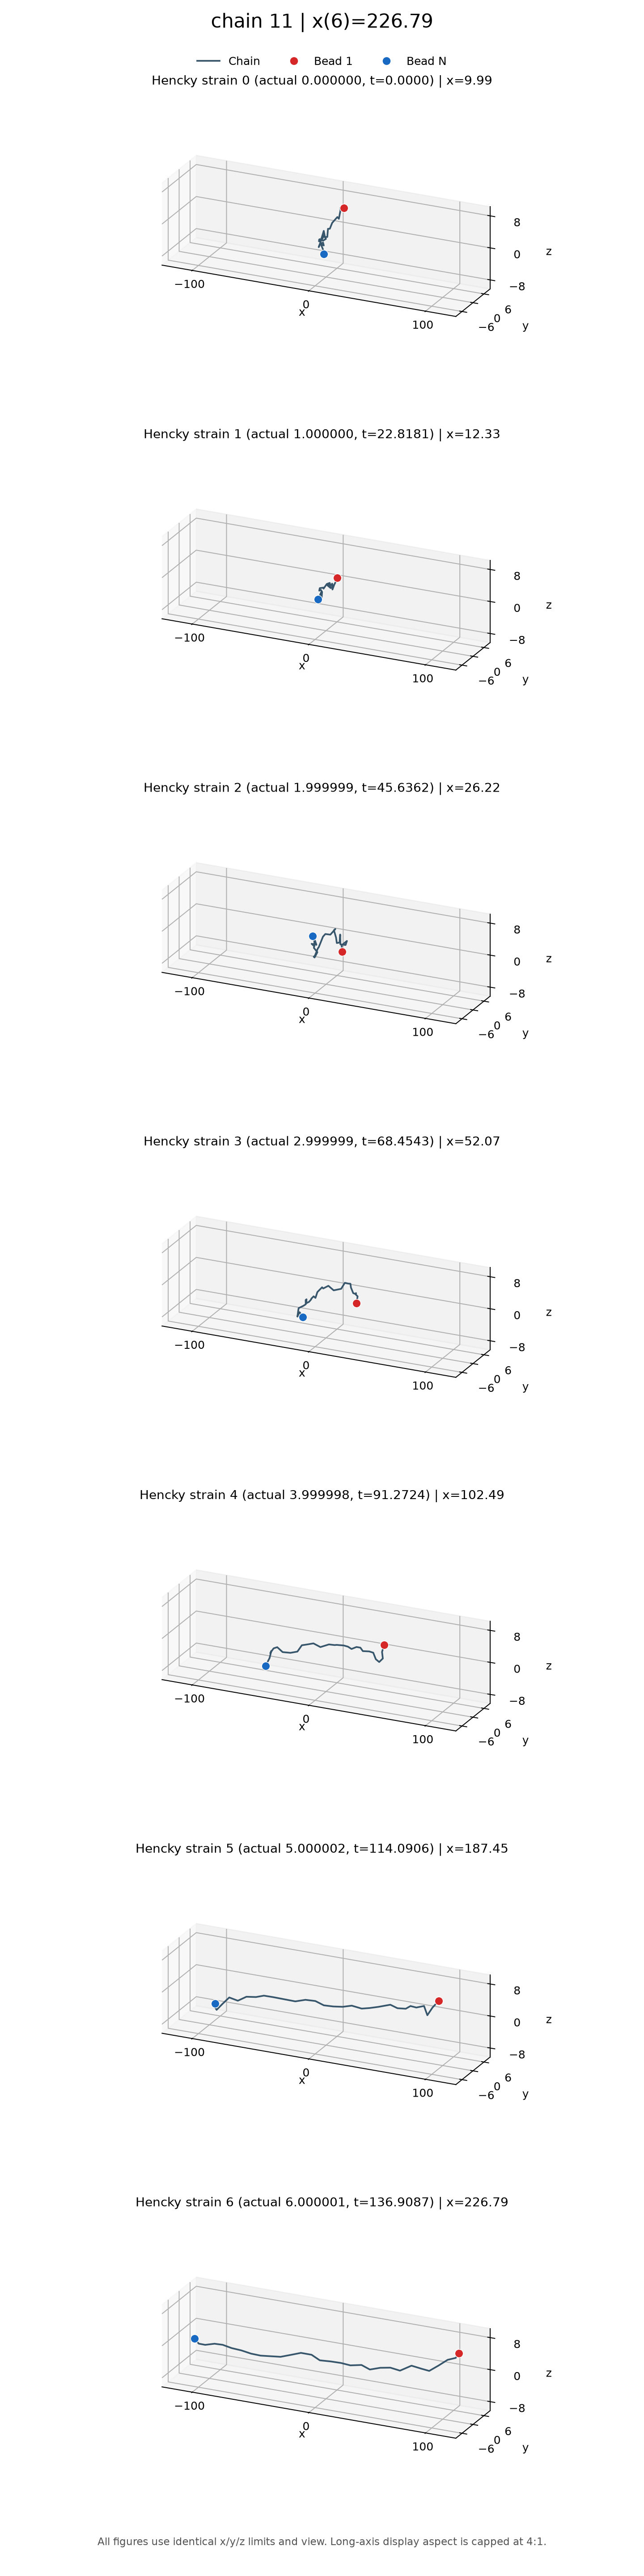 chain 11 | x(6)=226.79
Chain Bead 1 Bead N
Hencky strain 0 (actual 0.000000, t=0.0000) | x=9.99
8
0
−8
z
−100
0
100
x
−6
0
6
y
Hencky strain 1 (actual 1.000000, t=22.8181) | x=12.33
8
0
−8
z
−100
0
100
x
−6
0
6
y
Hencky strain 2 (actual 1.999999, t=45.6362) | x=26.22
8
0
−8
z
−100
0
100
x
−6
0
6
y
Hencky strain 3 (actual 2.999999, t=68.4543) | x=52.07
8
0
−8
z
−100
0
100
x
−6
0
6
y
Hencky strain 4 (actual 3.999998, t=91.2724) | x=102.49
8
0
−8
z
−100
0
100
x
−6
0
6
y
Hencky strain 5 (actual 5.000002, t=114.0906) | x=187.45
8
0
−8
z
−100
0
100
x
−6
0
6
y
Hencky strain 6 (actual 6.000001, t=136.9087) | x=226.79
8
0
−8
z
−100
0
100
x
−6
0
6
y
All figures use identical x/y/z limits and view. Long-axis display aspect is capped at 4:1.